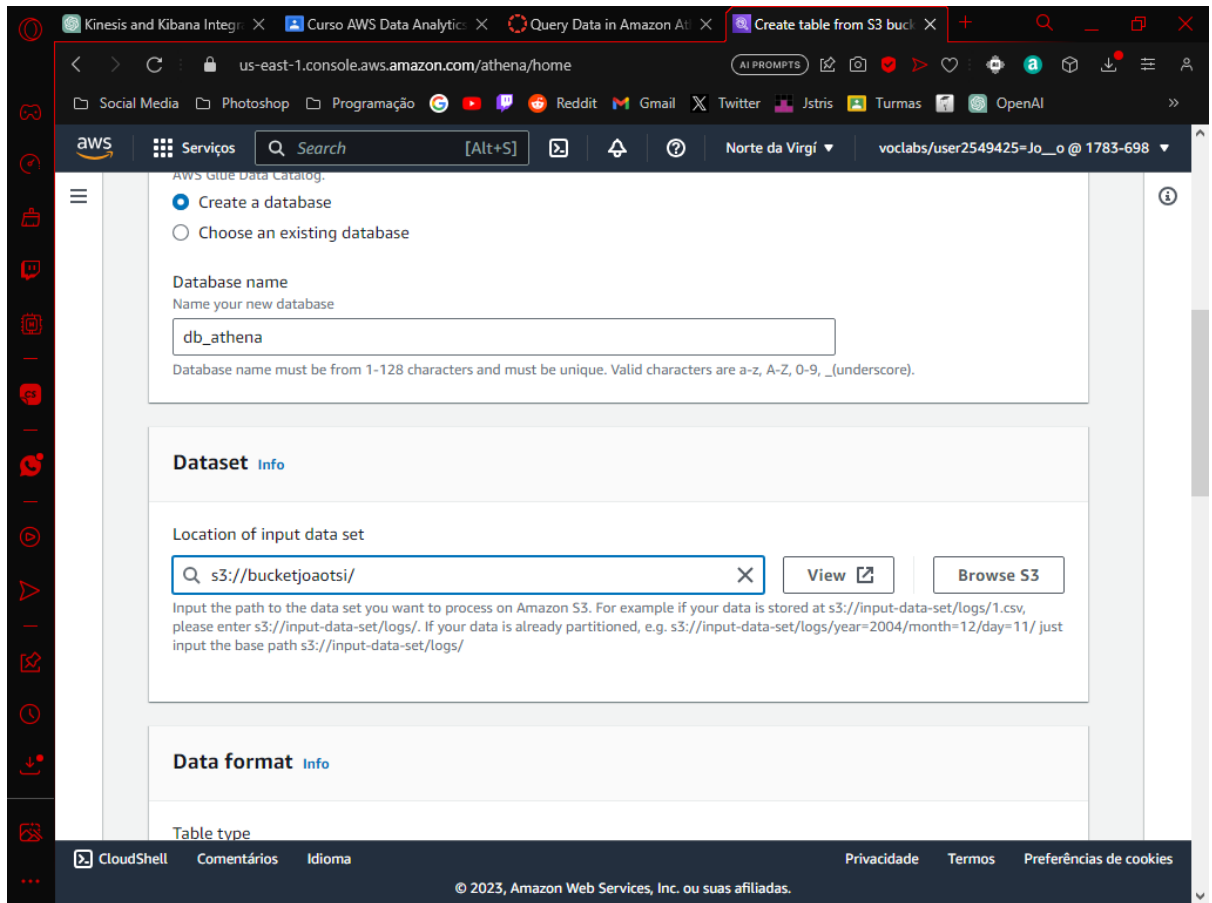 Kinesis and Kibana Integr
Curso AWS Data Analytics
Query Data in Amazon Atl
Create table from S3 buck
us-east-1.console.aws.amazon.com/athena/home
AI PROMPTS
Social Media
Photoshop
Programação
Reddit
Gmail
Twitter
Jstris
Turmas
OpenAI
aws
Serviços
Search
[Alt+S]
Norte da Virgí
voclabs/user2549425=Jo__o @ 1783-698
AWS Glue Data Catalog.
Create a database
Choose an existing database
Database name
Name your new database
db_athena
Database name must be from 1-128 characters and must be unique. Valid characters are a-z, A-Z, 0-9, _(underscore).
Dataset Info
Location of input data set
s3://bucketjoaotsi/
View
Browse S3
Input the path to the data set you want to process on Amazon S3. For example if your data is stored at s3://input-data-set/logs/1.csv,
please enter s3://input-data-set/logs/. If your data is already partitioned, e.g. s3://input-data-set/logs/year=2004/month=12/day=11/ just
input the base path s3://input-data-set/logs/
Data format Info
Table type
CloudShell
Comentários
Idioma
Privacidade
Termos
Preferências de cookies
© 2023, Amazon Web Services, Inc. ou suas afiliadas.